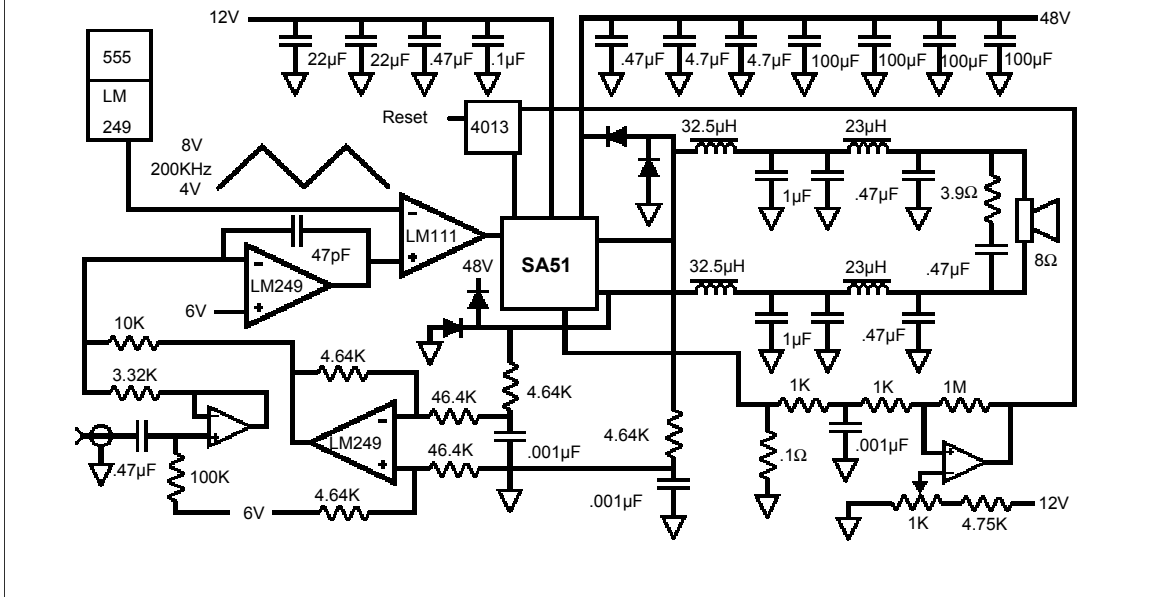 12V
48V
22µF
22µF
.47µF
.1µF
.47µF
4.7µF
4.7µF
100µF
100µF
100µF
100µF
555
LM
249
Reset
4013
8V
200KHz
4V
32.5µH
23µH
1µF
.47µF
3.9Ω
.47µF
8Ω
LM111
SA51
47pF
48V
LM249
6V
32.5µH
23µH
1µF
.47µF
10K
3.32K
4.64K
4.64K
46.4K
LM249
46.4K
.001µF
4.64K
.001µF
.47µF
100K
6V
4.64K
1K
1K
1M
.1Ω
.001µF
1K
4.75K
12V